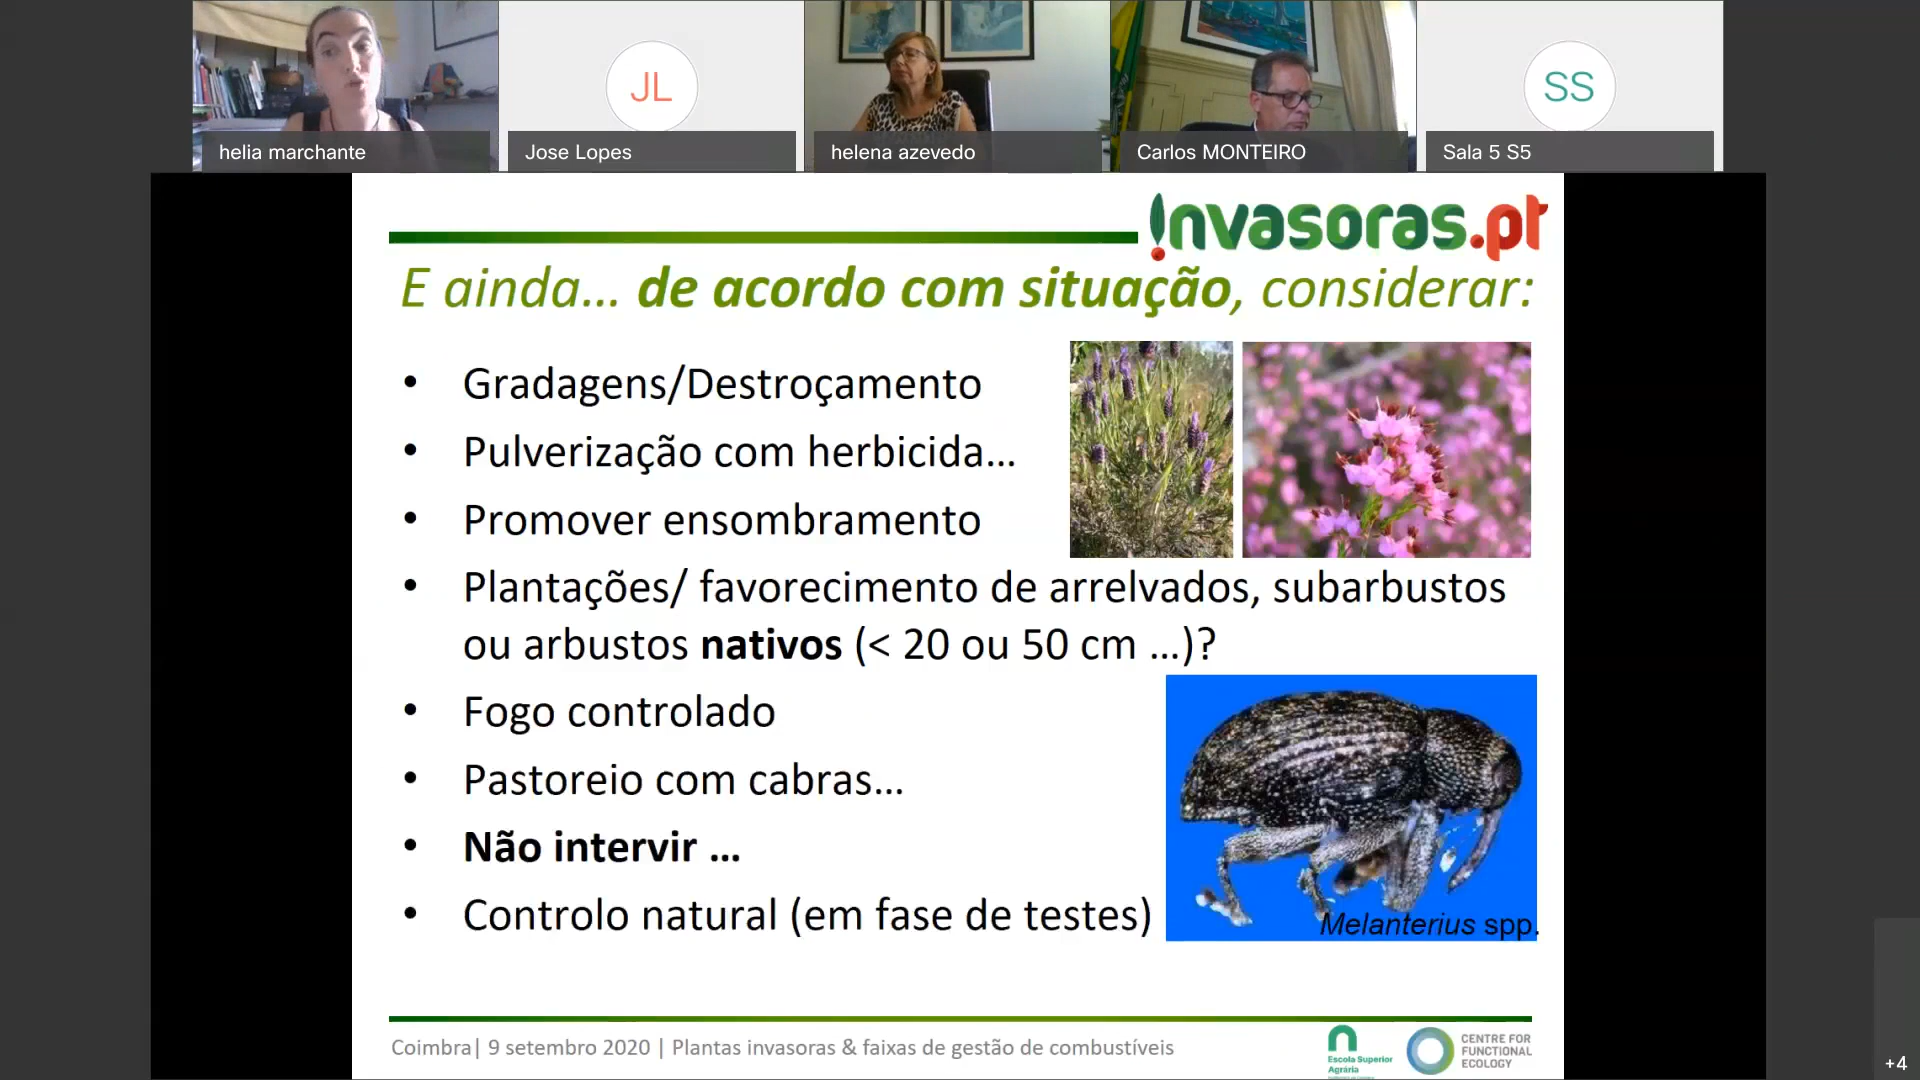 helia marchante
JL
Jose Lopes
helena azevedo
Carlos MONTEIRO
SS
Sala 5 S5
invasoras.pt
E ainda... de acordo com situação, considerar:
• Gradagens/Destroçamento
• Pulverização com herbicida...
• Promover ensombramento
• Plantações/ favorecimento de arrelvados, subarbustos
ou arbustos nativos (< 20 ou 50 cm ...)?
• Fogo controlado
• Pastoreio com cabras...
• Não intervir ...
• Controlo natural (em fase de testes)
Melanterius spp.
Coimbra| 9 setembro 2020 | Plantas invasoras & faixas de gestão de combustíveis
Escola Superior
Agrária
CENTRE FOR
FUNCTIONAL
ECOLOGY
+4